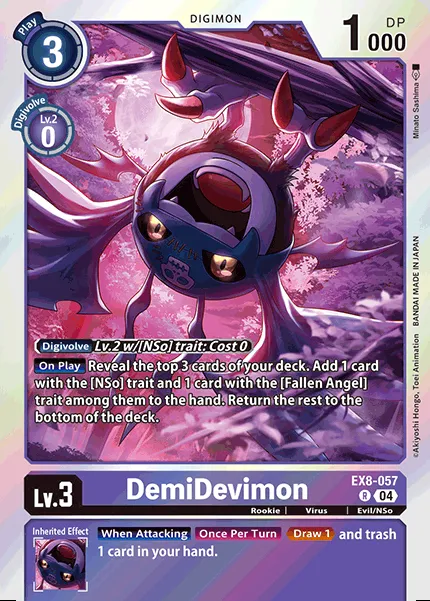 Play
DIGIMON
DP
3
1000
Digivolve
Lv.2
0
Minato Sashima
©Akiyoshi Hongo, Toei Animation BANDAI MADE IN JAPAN
Digivolve Lv.2 w/[NSo] trait: Cost 0
On Play Reveal the top 3 cards of your deck. Add 1 card
with the [NSo] trait and 1 card with the [Fallen Angel]
trait among them to the hand. Return the rest to the
bottom of the deck.
EX8-057
Lv.3
DemiDevimon
R 04
Rookie | Virus | Evil/NSo
Inherited Effect
When Attacking Once Per Turn Draw 1 and trash
1 card in your hand.